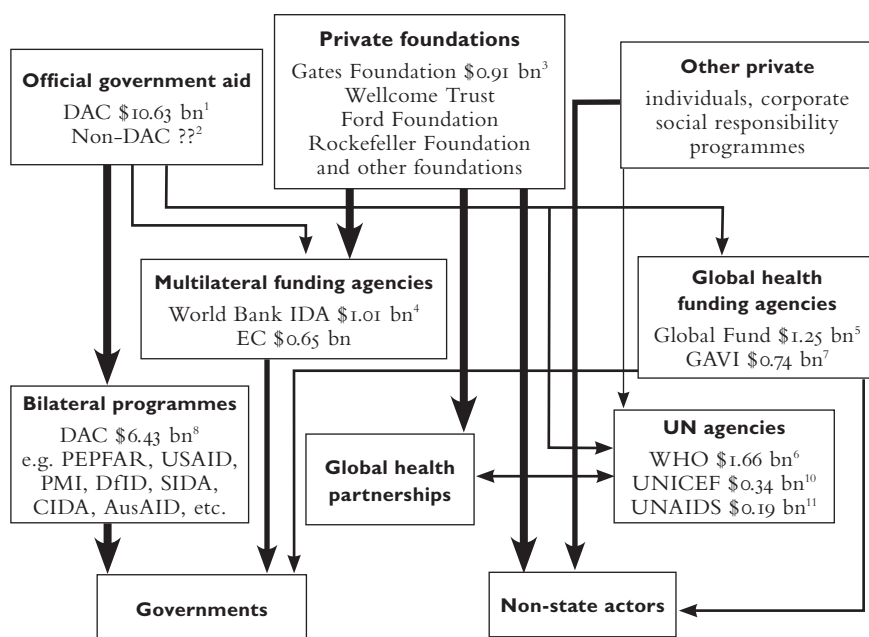 Official government aid
DAC $10.63 bn¹
Non-DAC ??²
Private foundations
Gates Foundation $0.91 bn³
Wellcome Trust
Ford Foundation
Rockefeller Foundation
and other foundations
Other private
individuals, corporate
social responsibility
programmes
Multilateral funding agencies
World Bank IDA $1.01 bn⁴
EC $0.65 bn
Global health
funding agencies
Global Fund $1.25 bn⁵
GAVI $0.74 bn⁷
Bilateral programmes
DAC $6.43 bn⁸
e.g. PEPFAR, USAID,
PMI, DfID, SIDA,
CIDA, AusAID, etc.
Global health
partnerships
UN agencies
WHO $1.66 bn⁶
UNICEF $0.34 bn¹⁰
UNAIDS $0.19 bn¹¹
Governments
Non-state actors